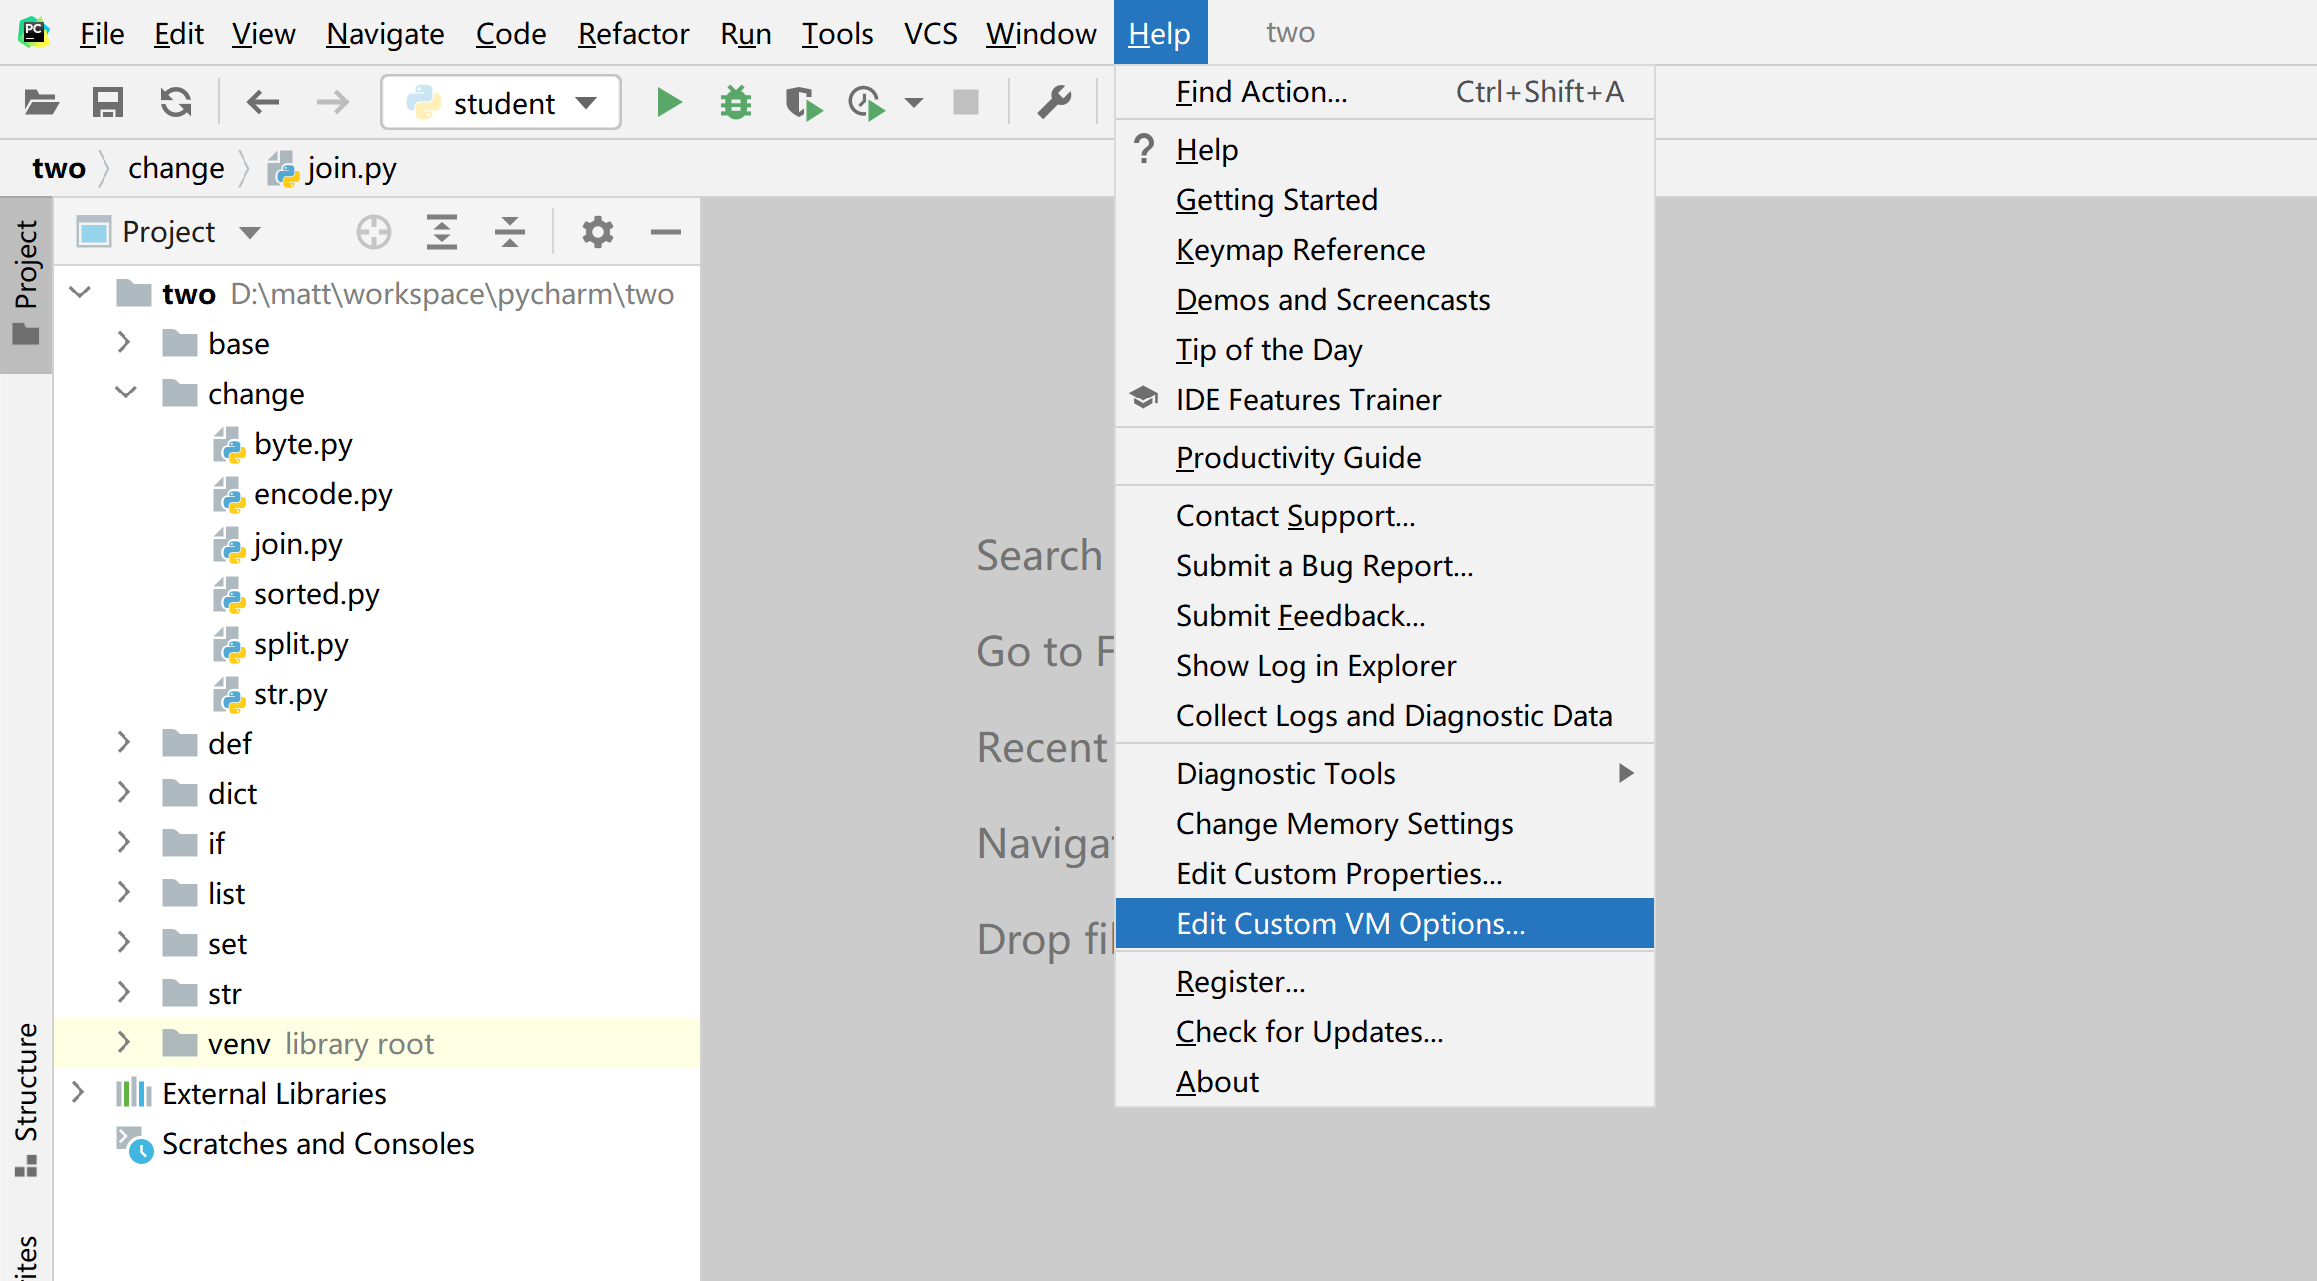 PC File Edit View Navigate Code Refactor Run Tools VCS Window Help two
student
two change join.py
Project
Project
two D:\matt\workspace\pycharm\two
base
change
byte.py
encode.py
join.py
sorted.py
split.py
str.py
def
dict
if
list
set
str
venv library root
External Libraries
Scratches and Consoles
Structure
Search
Go to
Recent
Drop
Find Action... Ctrl+Shift+A
Help
Getting Started
Keymap Reference
Demos and Screencasts
Tip of the Day
IDE Features Trainer
Productivity Guide
Contact Support...
Submit a Bug Report...
Submit Feedback...
Show Log in Explorer
Collect Logs and Diagnostic Data
Diagnostic Tools
Change Memory Settings
Edit Custom Properties...
Edit Custom VM Options...
Register...
Check for Updates...
About